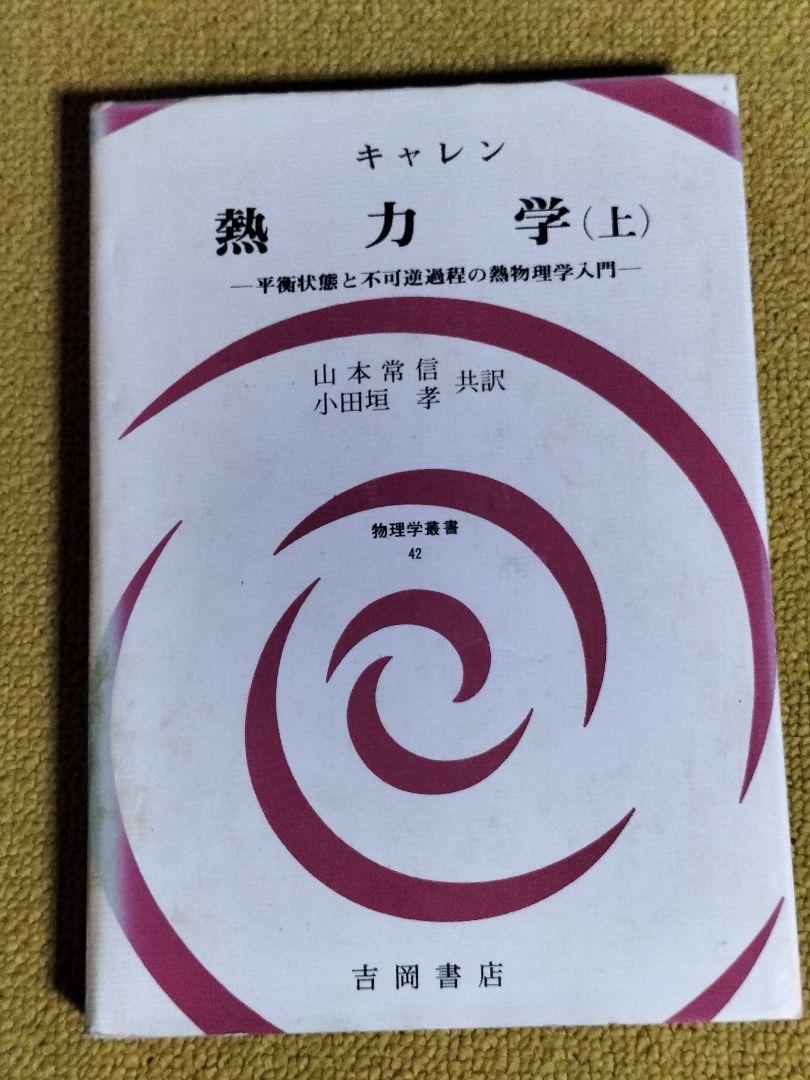 キャレン
熱力学(上)
—平衡状態と不可逆過程の熱物理学入門—
山本常信
小田垣 孝 共訳
物理学叢書
42
吉岡書店